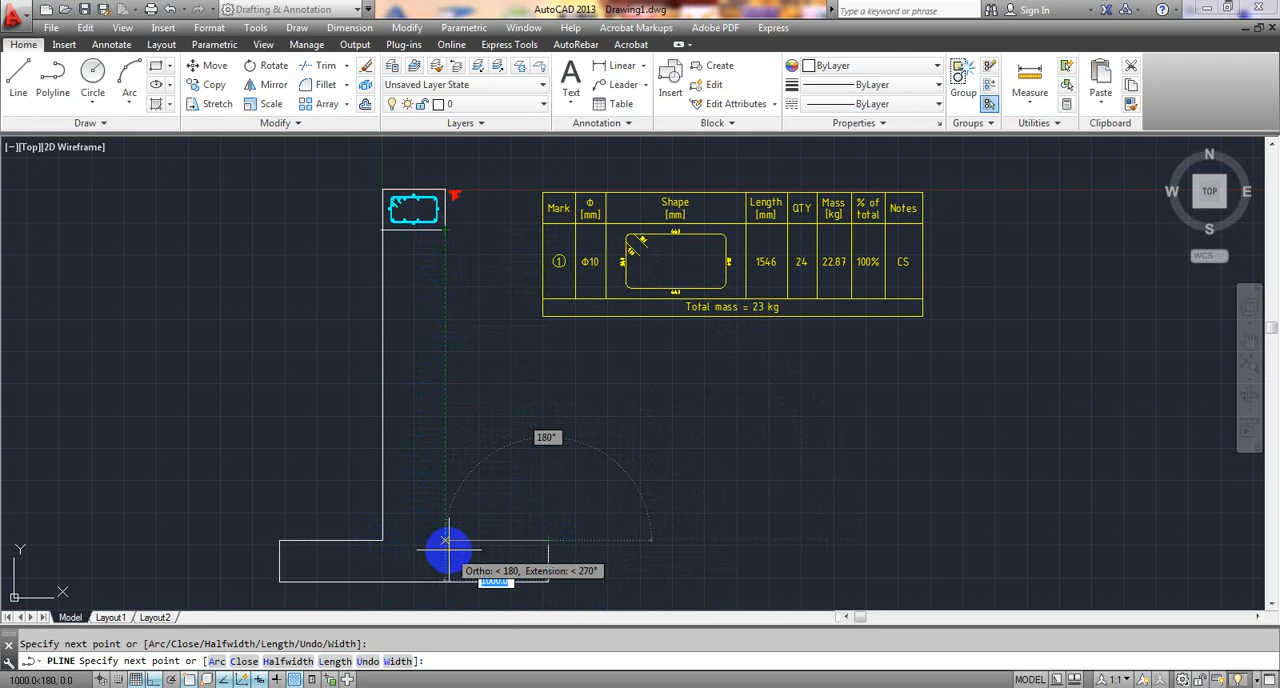 Drafting & Annotation
AutoCAD 2013 Drawing1.dwg
Type a keyword or phrase
Sign In
File Edit View Insert Format Tools Draw Dimension Modify Parametric Window Help Acrobat Markups Adobe PDF Express
Home Insert Annotate Layout Parametric View Manage Output Plug-ins Online Express Tools AutoRebar Acrobat
Line Polyline Circle Arc
Move Rotate Trim
Copy Mirror Fillet
Stretch Scale Array
Unsaved Layer State
0
Text
Linear
Leader
Table
Insert
Create
Edit
Edit Attributes
ByLayer
ByLayer
ByLayer
Group
Measure
Paste
Draw Modify Layers Annotation Block Properties Groups Utilities Clipboard
[−][Top][2D Wireframe]
N
W TOP E
S
WCS
Mark Φ [mm] Shape [mm] Length [mm] QTY Mass [kg] % of total Notes
1 Φ10 1546 24 22.87 100% CS
Total mass = 23 kg
180°
Ortho: < 180, Extension: < 270°
1000.0
Y
X
Model Layout1 Layout2
Specify next point or [Arc/Close/Halfwidth/Length/Undo/Width]:
PLINE Specify next point or [Arc Close Halfwidth Length Undo Width]:
1000.0<180, 0.0
MODEL
1:1